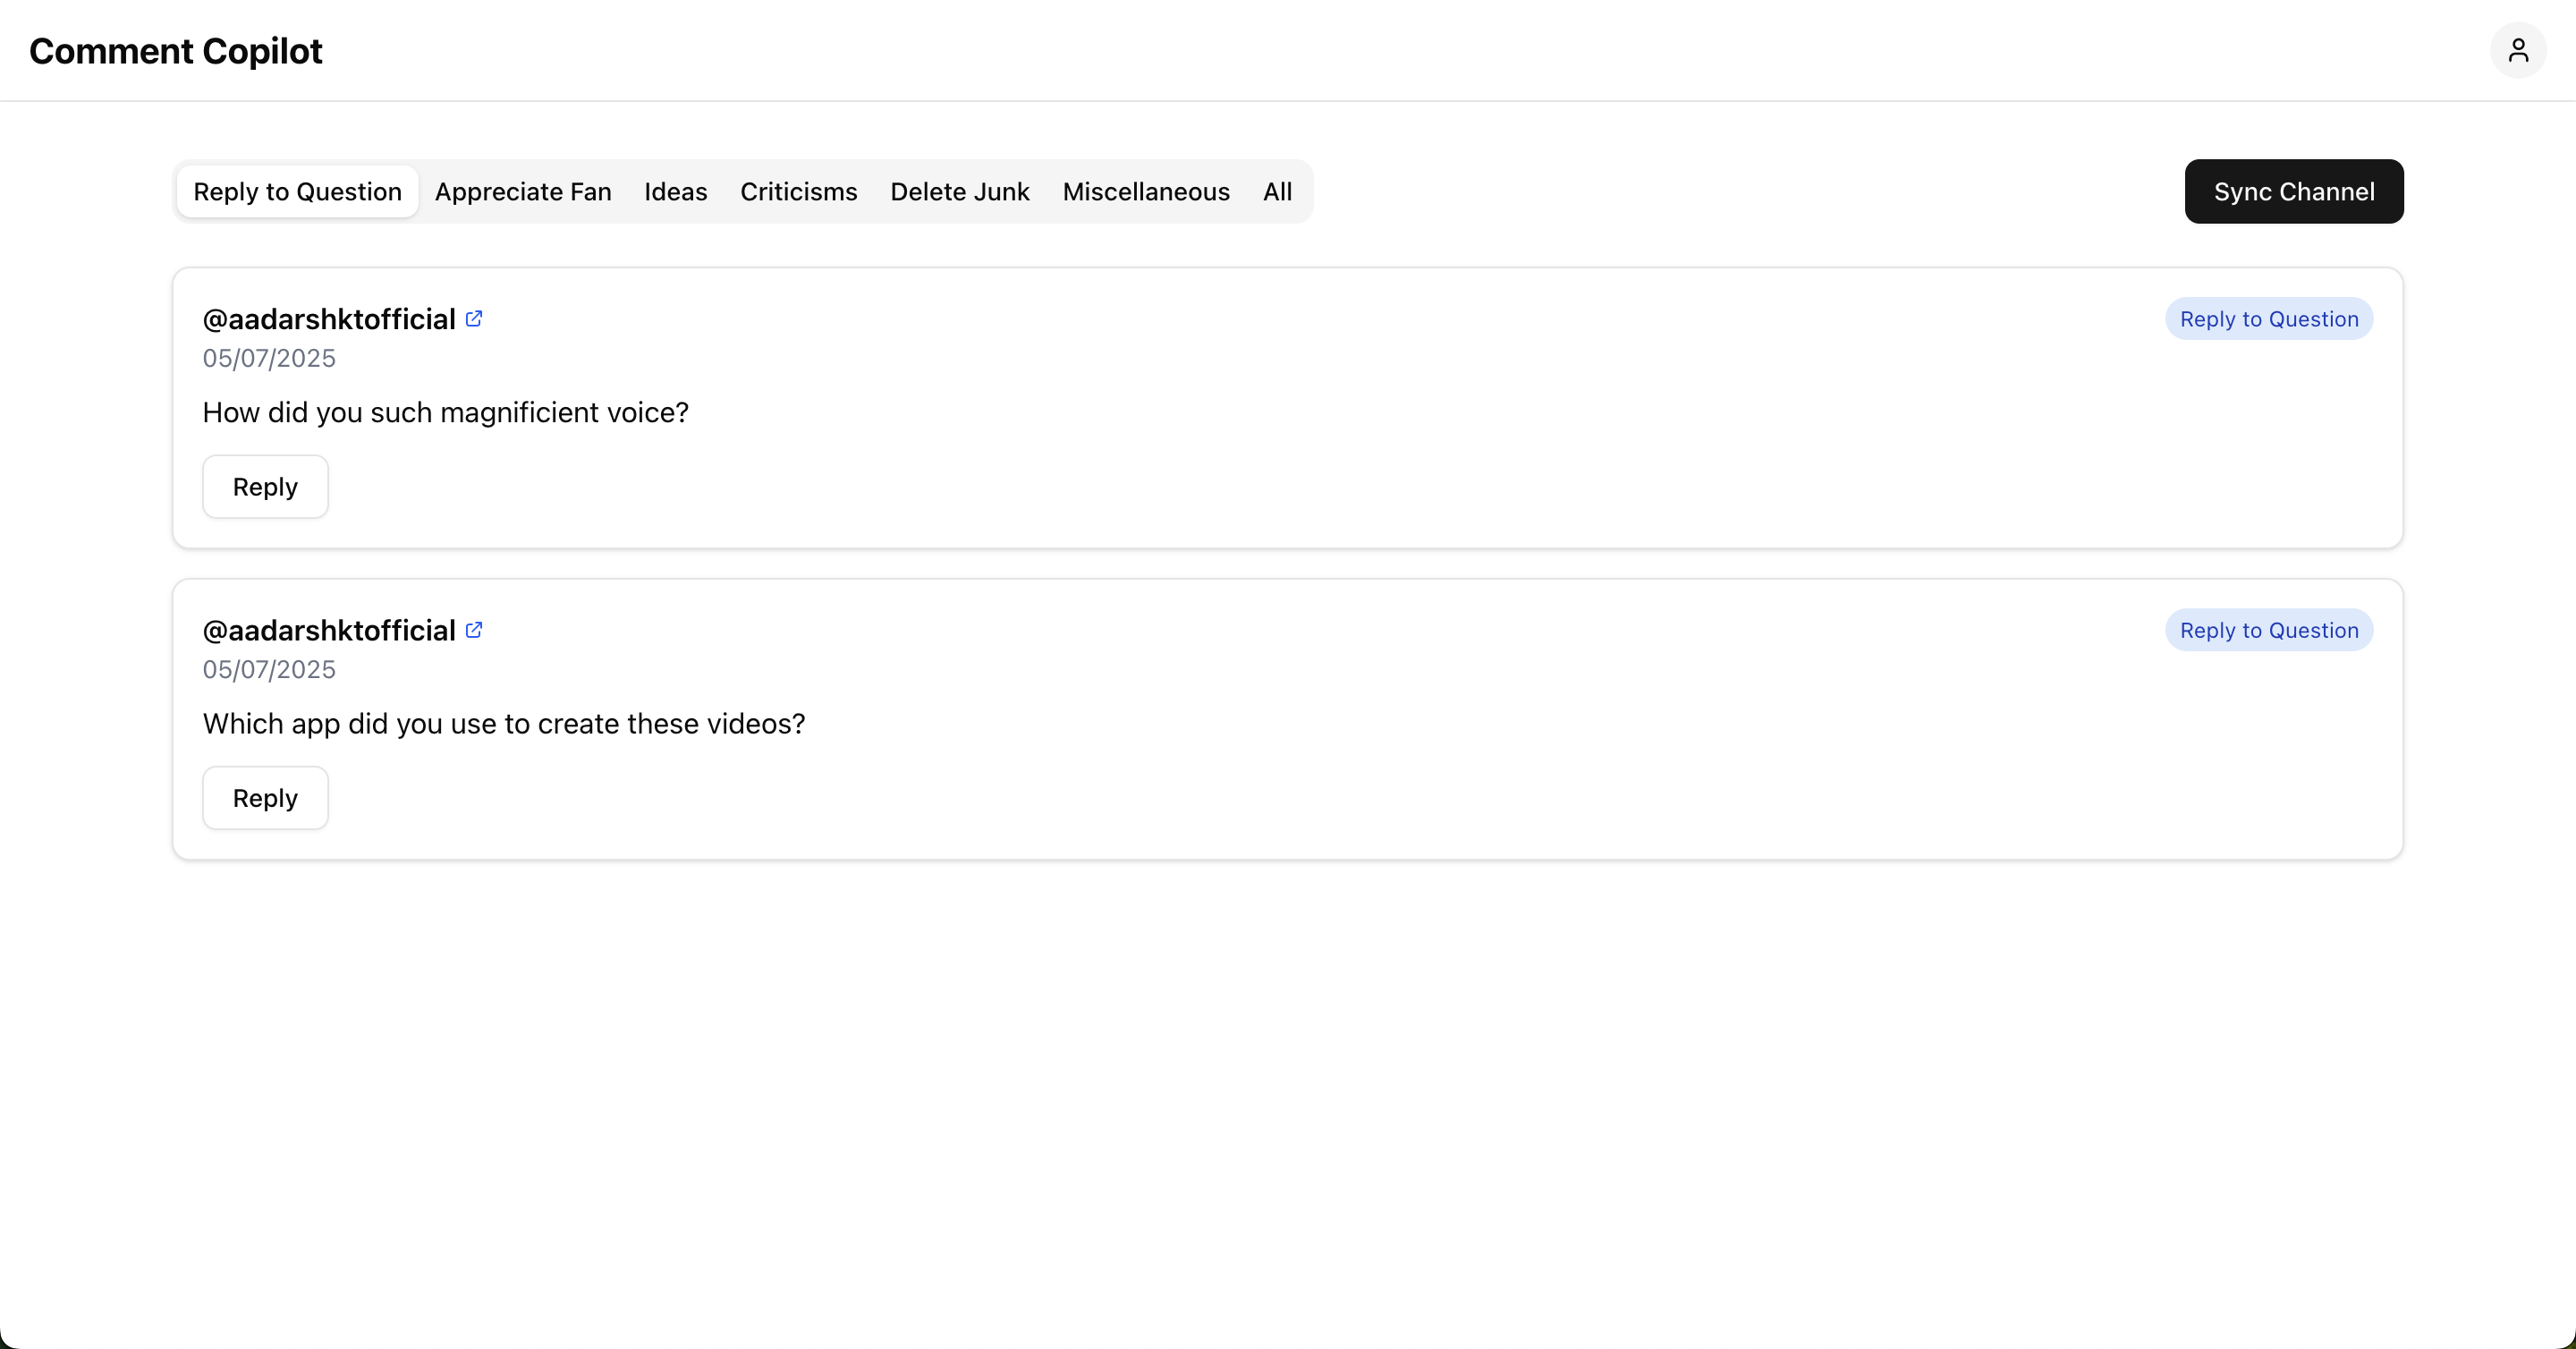 Comment Copilot
Reply to Question Appreciate Fan Ideas Criticisms Delete Junk Miscellaneous All Sync Channel
@aadarshktofficial Reply to Question
05/07/2025
How did you such magnificient voice?
Reply
@aadarshktofficial Reply to Question
05/07/2025
Which app did you use to create these videos?
Reply